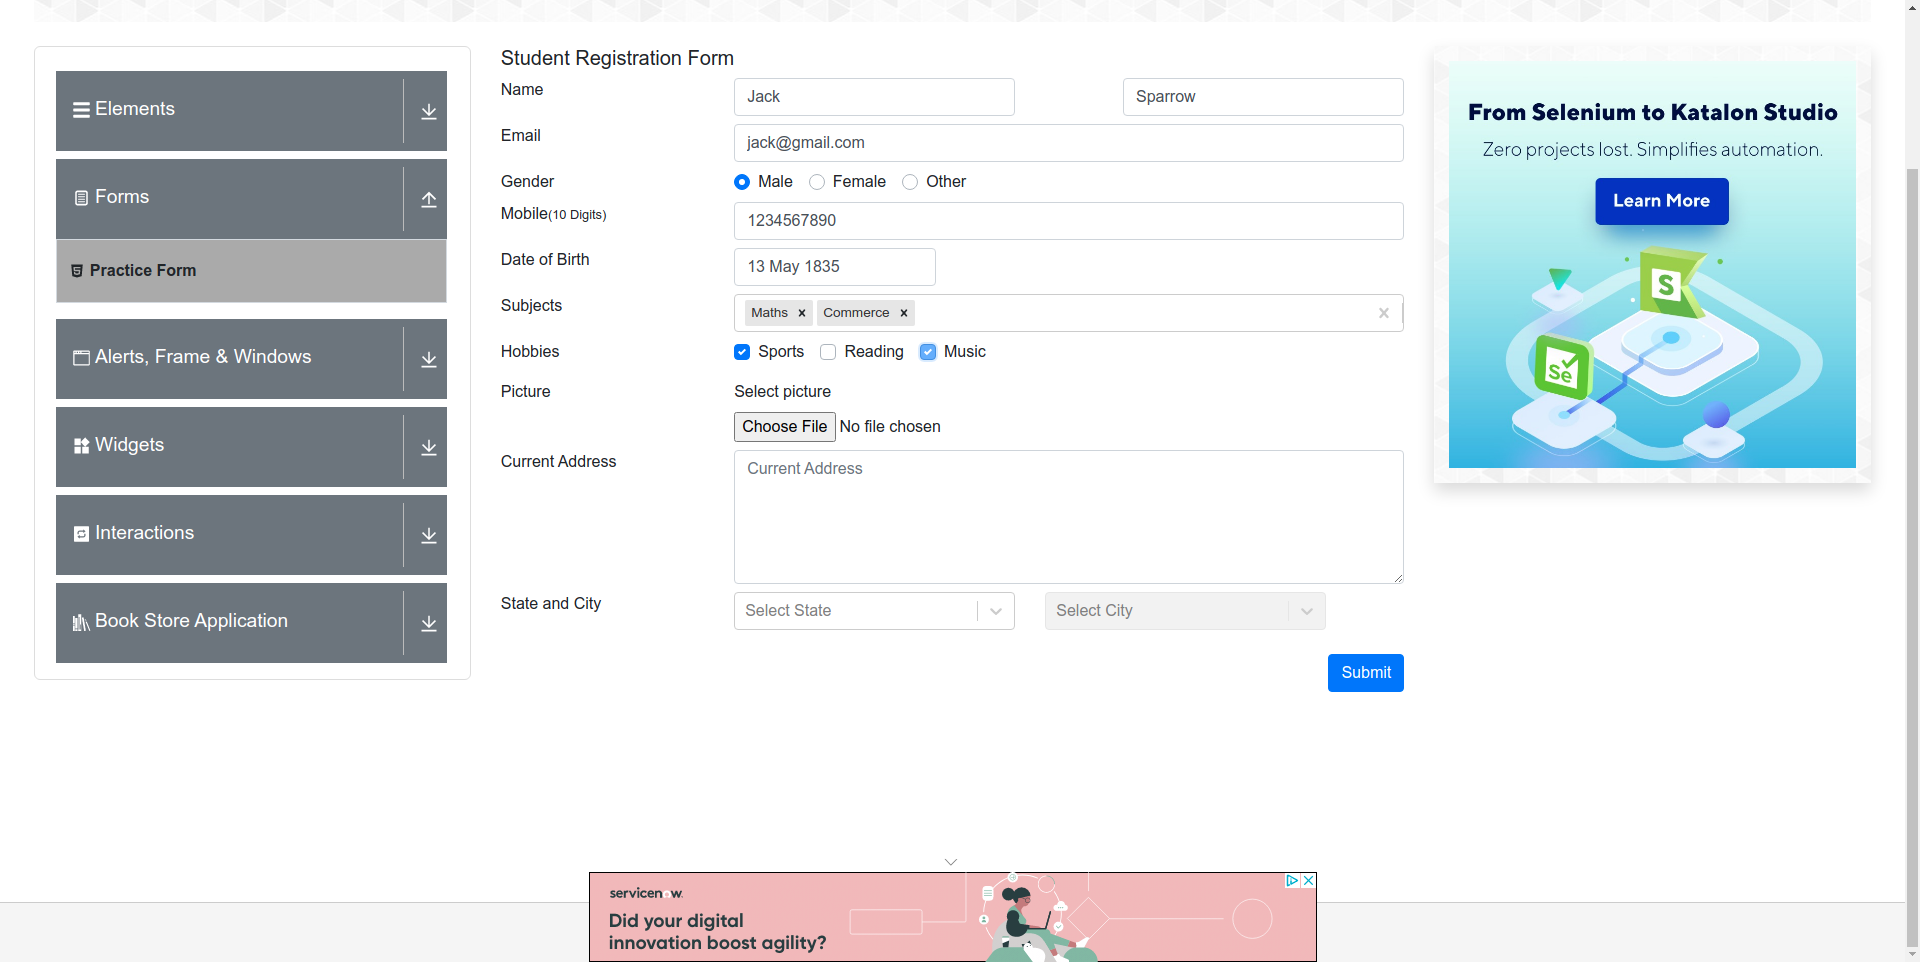 Elements
Forms
Practice Form
Alerts, Frame & Windows
Widgets
Interactions
Book Store Application
Student Registration Form
Name
Jack
Sparrow
Email
jack@gmail.com
Gender
Male
Female
Other
Mobile(10 Digits)
1234567890
Date of Birth
13 May 1835
Subjects
Maths
Commerce
Hobbies
Sports
Reading
Music
Picture
Select picture
Choose File No file chosen
Current Address
Current Address
State and City
Select State
Select City
Submit
From Selenium to Katalon Studio
Zero projects lost. Simplifies automation.
Learn More
S
Se
servicenow.
Did your digital
innovation boost agility?